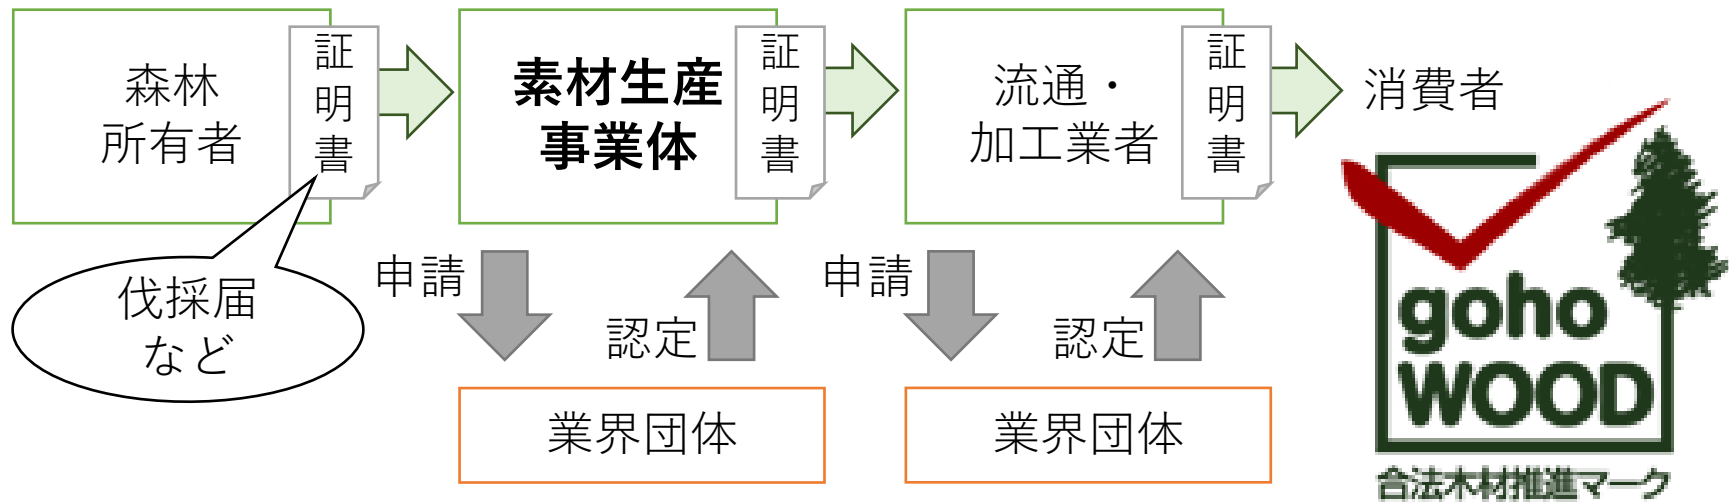 森林
所有者
証
明
書
素材生産
事業体
証
明
書
流通・
加工業者
証
明
書
消費者
伐採届
など
申請
認定
申請
認定
業界団体
業界団体
goho
WOOD
合法木材推進マーク